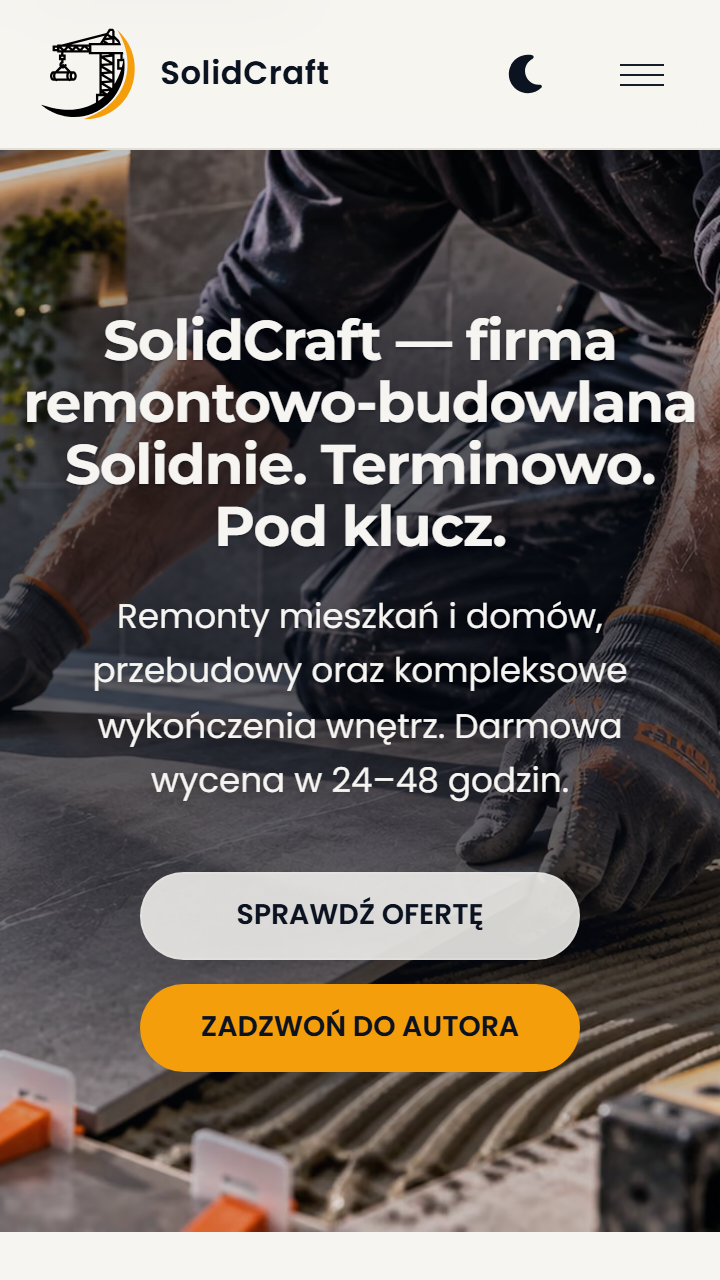 SolidCraft
SolidCraft — firma
remontowo-budowlana
Solidnie. Terminowo.
Pod klucz.
Remonty mieszkań i domów,
przebudowy oraz kompleksowe
wykończenia wnętrz. Darmowa
wycena w 24–48 godzin.
SPRAWDŹ OFERTĘ
ZADZWOŃ DO AUTORA